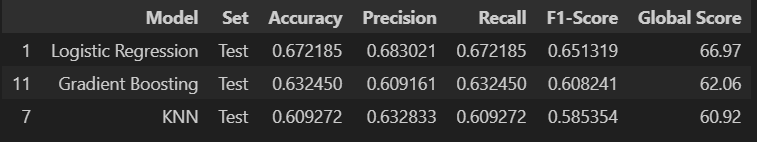 Model Set Accuracy Precision Recall F1-Score Global Score
1 Logistic Regression Test 0.672185 0.683021 0.672185 0.651319 66.97
11 Gradient Boosting Test 0.632450 0.609161 0.632450 0.608241 62.06
7 KNN Test 0.609272 0.632833 0.609272 0.585354 60.92